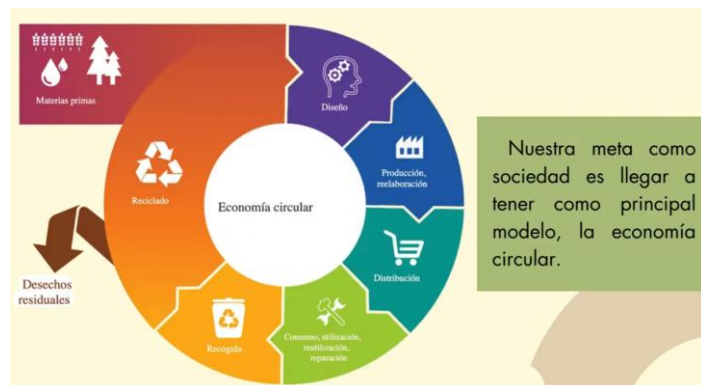 Materias primas
Diseño
Producción,
reelaboración
Distribución
Consumo, utilización,
reutilización,
reparación
Recogida
Reciclado
Desechos
residuales
Economía circular
Nuestra meta como
sociedad es llegar a
tener como principal
modelo, la economía
circular.